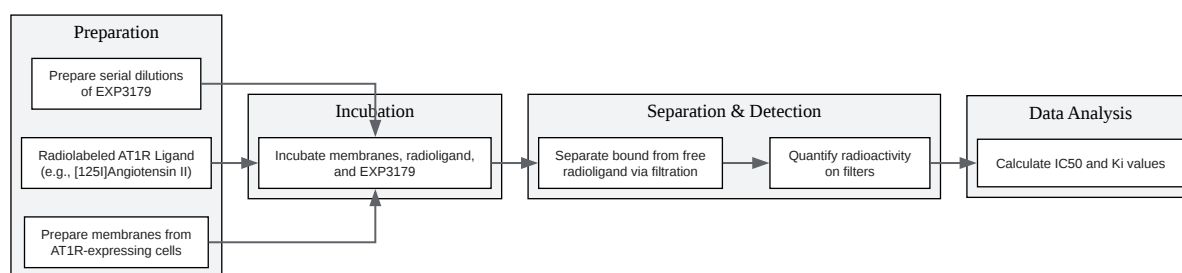 Preparation
Prepare serial dilutions
of EXP3179
Radiolabeled AT1R Ligand
(e.g., [125I]Angiotensin II)
Prepare membranes from
AT1R-expressing cells
Incubation
Incubate membranes, radioligand,
and EXP3179
Separation & Detection
Separate bound from free
radioligand via filtration
Quantify radioactivity
on filters
Data Analysis
Calculate IC50 and Ki values